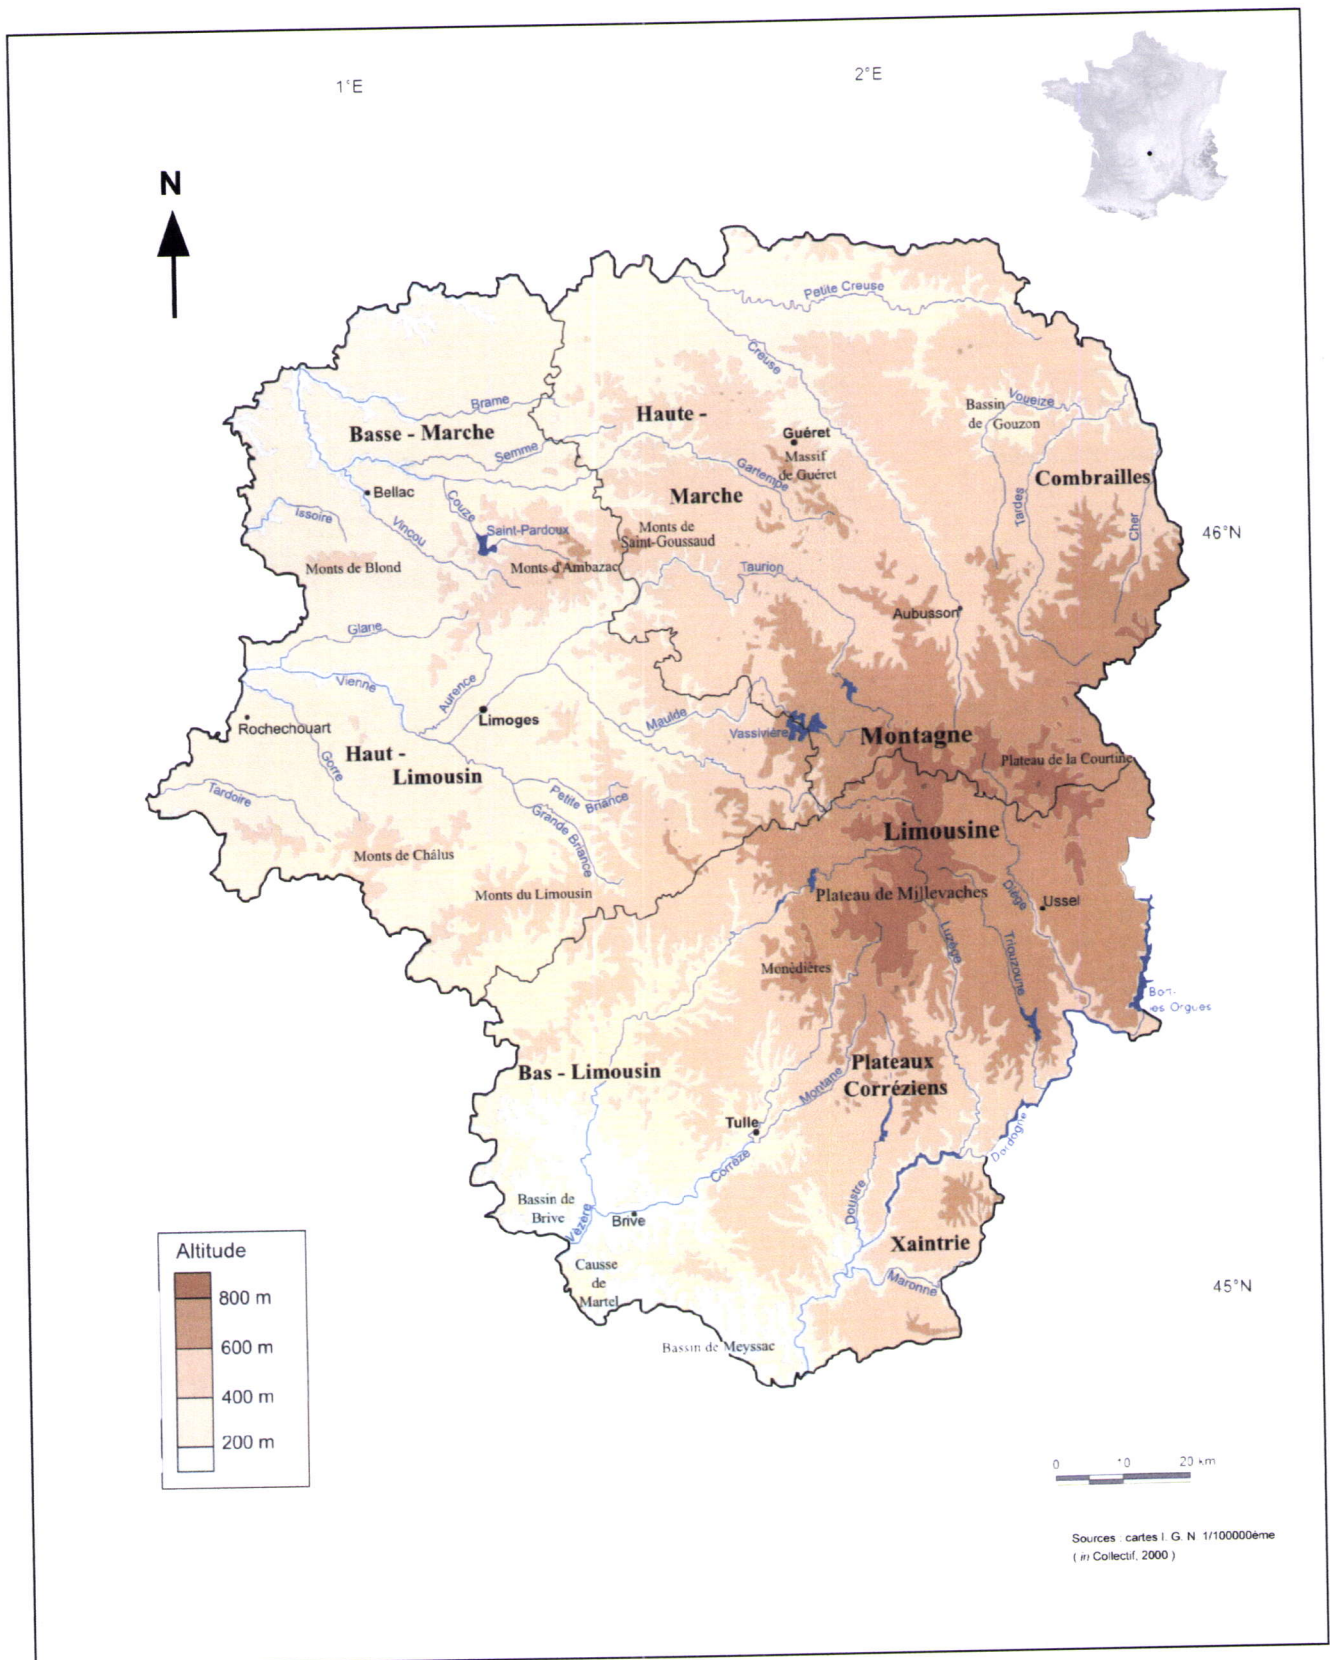 1°E
2°E
N
Petite Creuse
Creuse
Brame
Haute -
Bassin
de Gouzon
Voueize
Basse - Marche
Guéret
Semme
Massif
de Guéret
Gartempe
Combrailles
Bellac
Couze
Marche
Tardes
Cher
Issoire
Vincou
Saint-Pardoux
Monts de
Saint-Goussaud
46°N
Monts de Blond
Monts d'Ambazac
Taurion
Aubusson
Glane
Vienne
Aurence
Limoges
Maulde
Rochechouart
Vassivière
Montagne
Haut -
Limousin
Gorre
Plateau de la Courtine
Tardoire
Petite Briance
Grande Briance
Limousine
Monts de Châlus
Monts du Limousin
Plateau de Millevaches
Diège
Ussel
Luzège
Triouzoune
Monédières
Bort-
es Orgues
Bas - Limousin
Plateaux
Corréziens
Montane
Tulle
Corrèze
Dordogne
Bassin de
Brive
Vézère
Brive
Doustre
Xaintrie
Causse
de
Martel
Maronne
45°N
Bassin de Meyssac
Altitude
800 m
600 m
400 m
200 m
0 10 20 km
Sources : cartes I. G. N 1/100000ème
( in Collectif, 2000 )